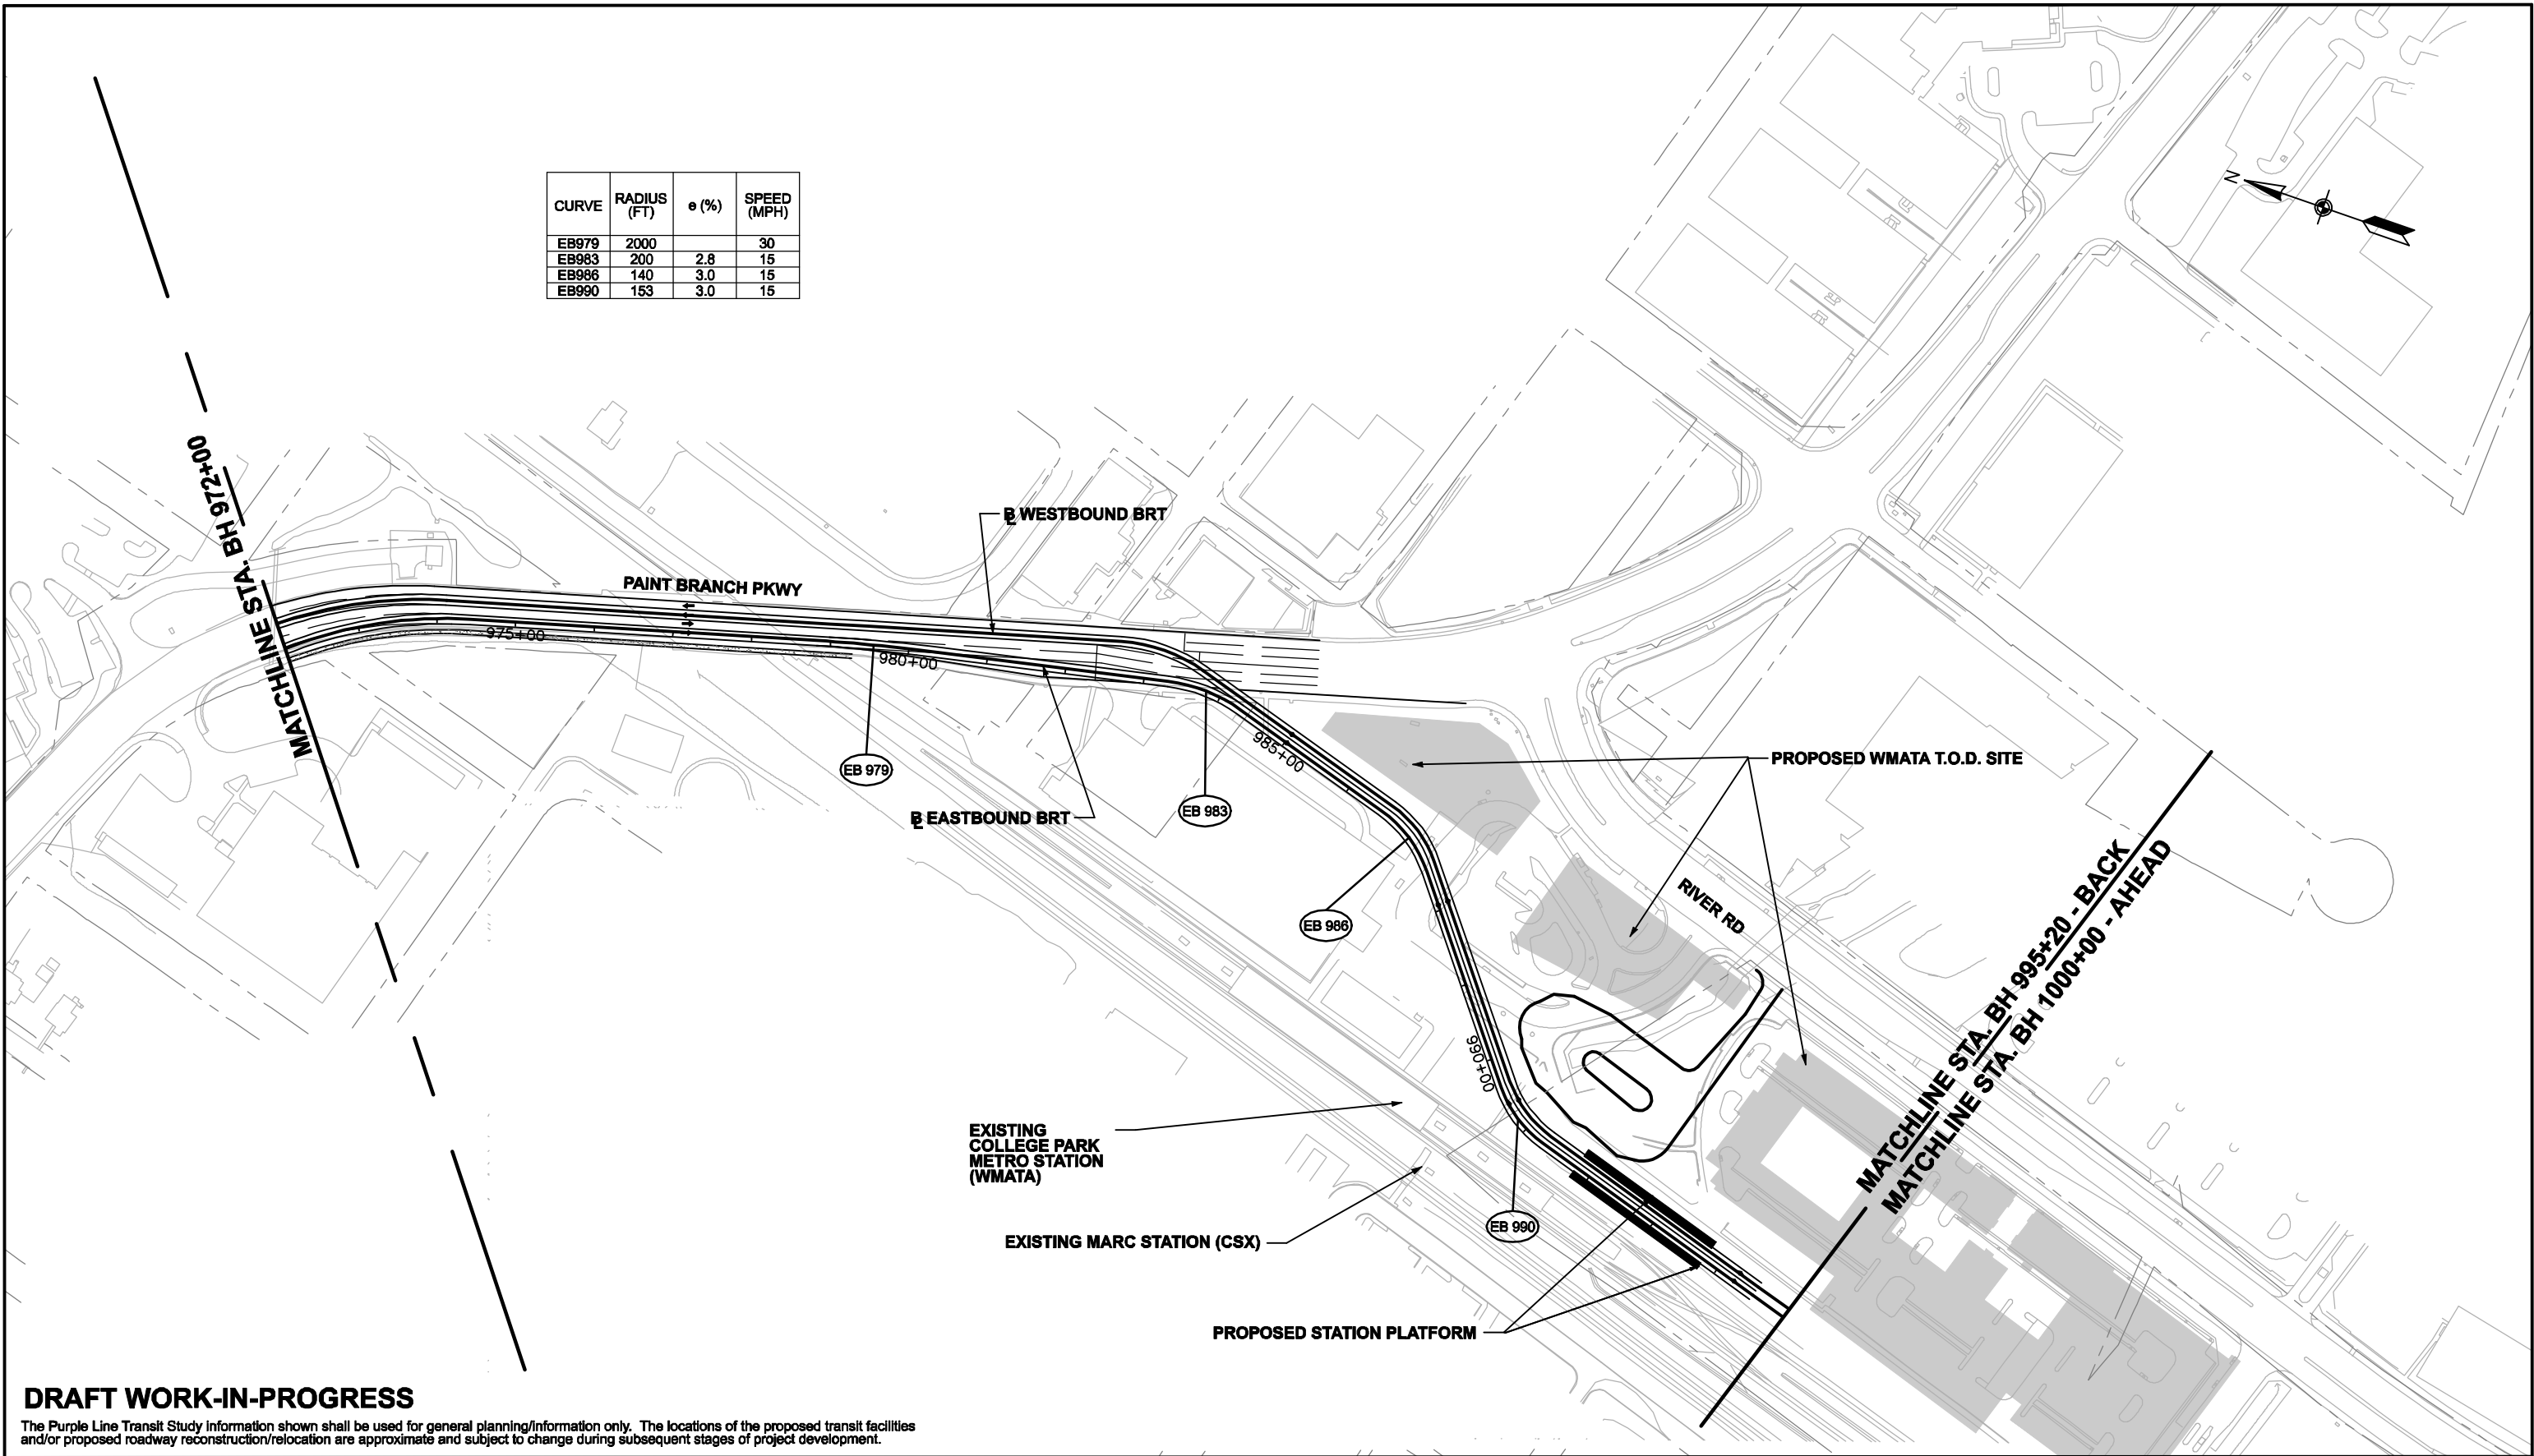 CURVE RADIUS (FT) e (%) SPEED (MPH)
EB979 2000 30
EB983 200 2.8 15
EB986 140 3.0 15
EB990 153 3.0 15
N
MATCHLINE STA. BH 972+00
BL WESTBOUND BRT
PAINT BRANCH PKWY
975+00
980+00
EB 979
BL EASTBOUND BRT
EB 983
985+00
PROPOSED WMATA T.O.D. SITE
EB 986
RIVER RD
MATCHLINE STA. BH 995+20 - BACK
MATCHLINE STA. BH 1000+00 - AHEAD
990+00
EXISTING
COLLEGE PARK
METRO STATION
(WMATA)
EB 990
EXISTING MARC STATION (CSX)
PROPOSED STATION PLATFORM
DRAFT WORK-IN-PROGRESS
The Purple Line Transit Study information shown shall be used for general planning/information only. The locations of the proposed transit facilities
and/or proposed roadway reconstruction/relocation are approximate and subject to change during subsequent stages of project development.